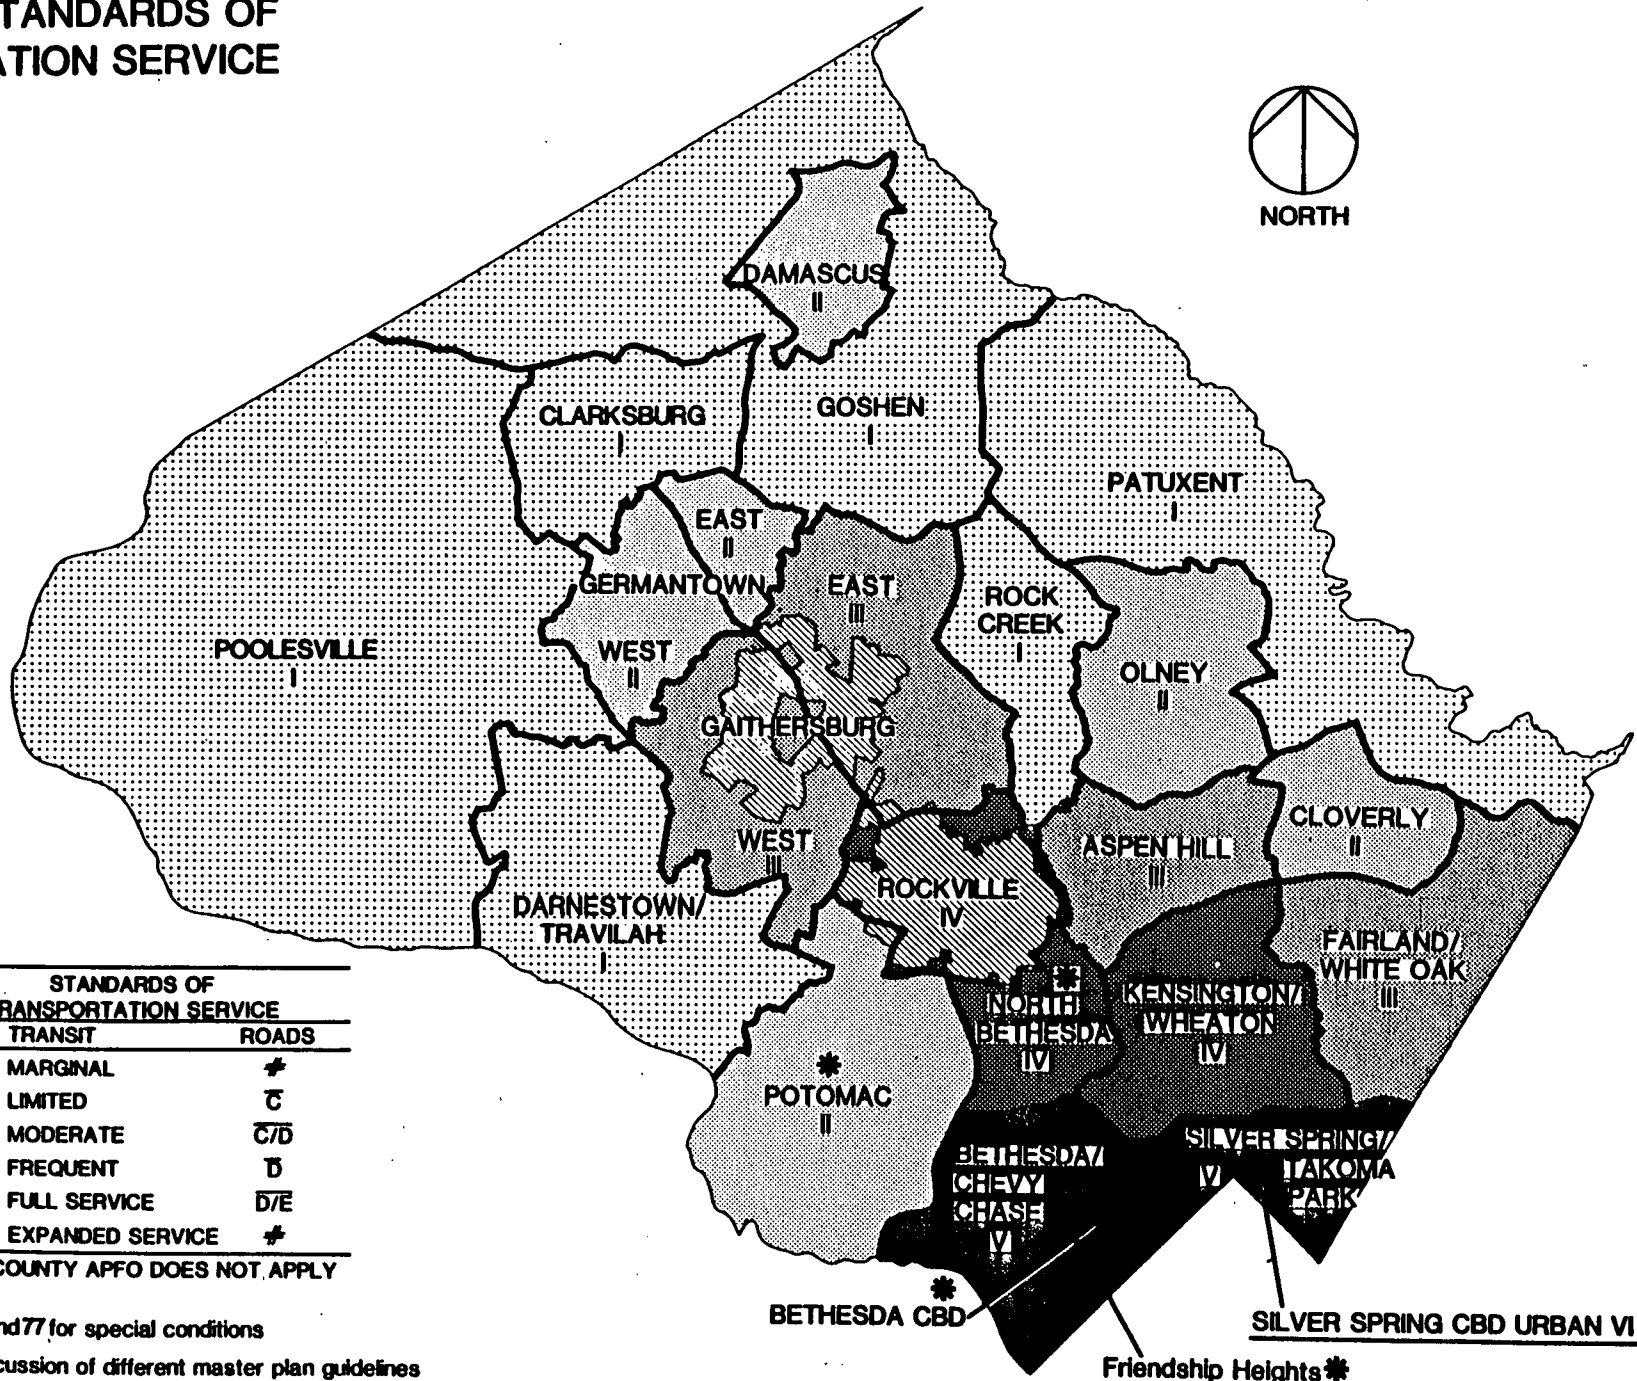 TANDARDS OF
ATION SERVICE
NORTH
DAMASCUS
II
CLARKSBURG
I
GOSHEN
I
PATUXENT
I
EAST
II
GERMANTOWN
WEST
II
EAST
III
ROCK
CREEK
I
POOLESVILLE
I
OLNEY
II
GAITHERSBURG
WEST
III
CLOVERLY
II
ASPEN HILL
III
ROCKVILLE
IV
DARNESTOWN/
TRAVILAH
I
FAIRLAND/
WHITE OAK
III
*
NORTH
BETHESDA
IV
KENSINGTON/
WHEATON
IV
*
POTOMAC
II
BETHESDA/
CHEVY
CHASE
V
SILVER SPRING/
TAKOMA
PARK
V
*
BETHESDA CBD
SILVER SPRING CBD URBAN VI
Friendship Heights *
STANDARDS OF
RANSPORTATION SERVICE
TRANSIT ROADS
MARGINAL #
LIMITED C̅
MODERATE C̅/̅D̅
FREQUENT D̅
FULL SERVICE D̅/̅E̅
EXPANDED SERVICE #
COUNTY APFO DOES NOT APPLY
nd 77 for special conditions
cussion of different master plan guidelines